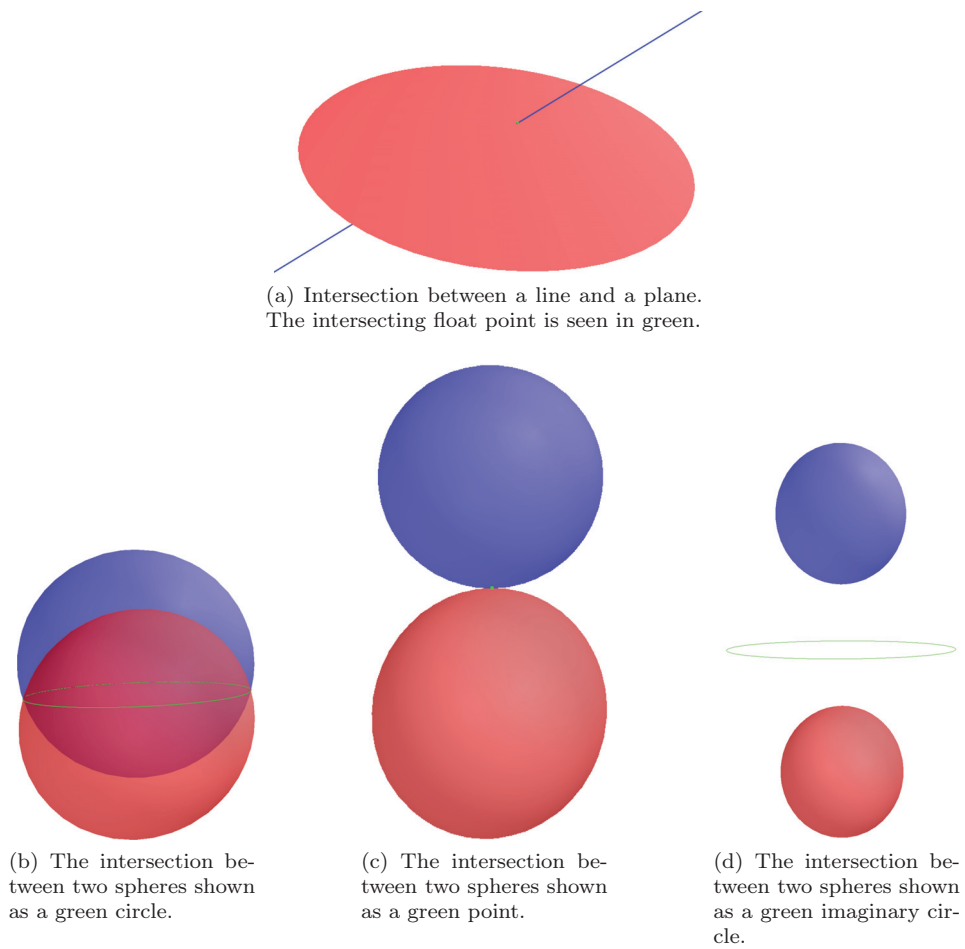 (a) Intersection between a line and a plane.
The intersecting float point is seen in green.
(b) The intersection be-
tween two spheres shown
as a green circle.
(c) The intersection be-
tween two spheres shown
as a green point.
(d) The intersection be-
tween two spheres shown
as a green imaginary cir-
cle.